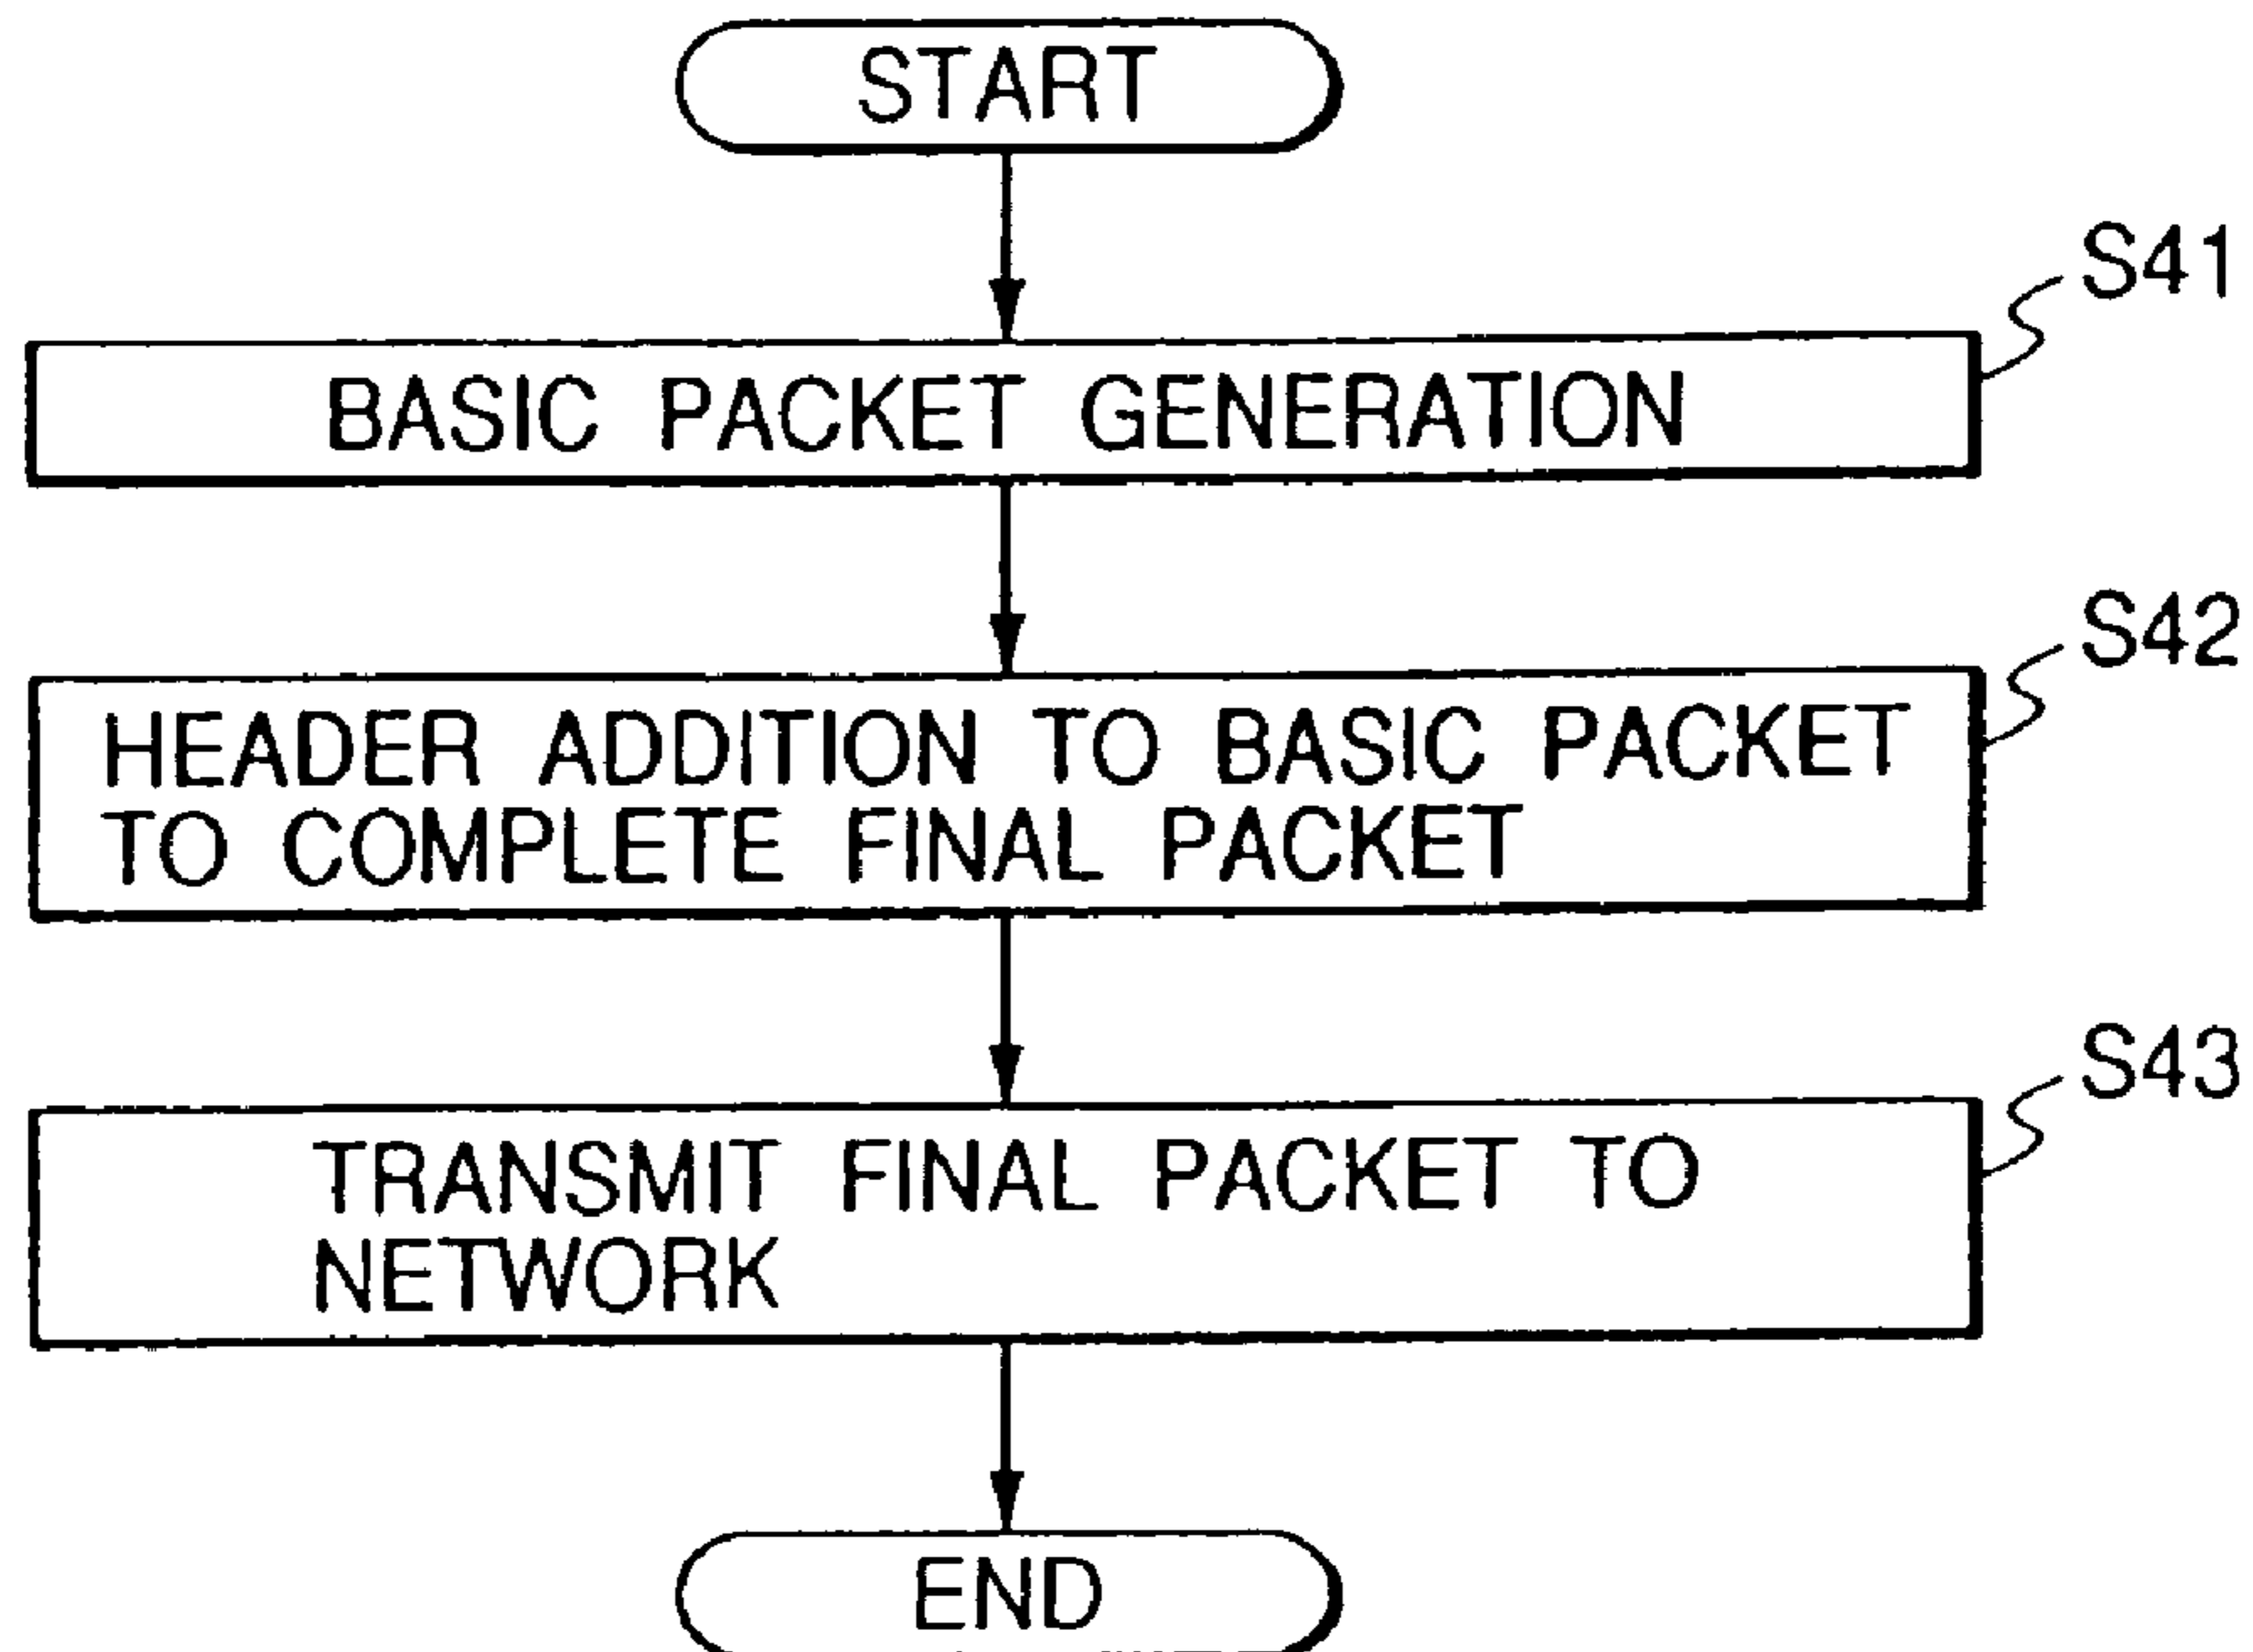 START
S41
BASIC PACKET GENERATION
S42
HEADER ADDITION TO BASIC PACKET
TO COMPLETE FINAL PACKET
S43
TRANSMIT FINAL PACKET TO
NETWORK
END